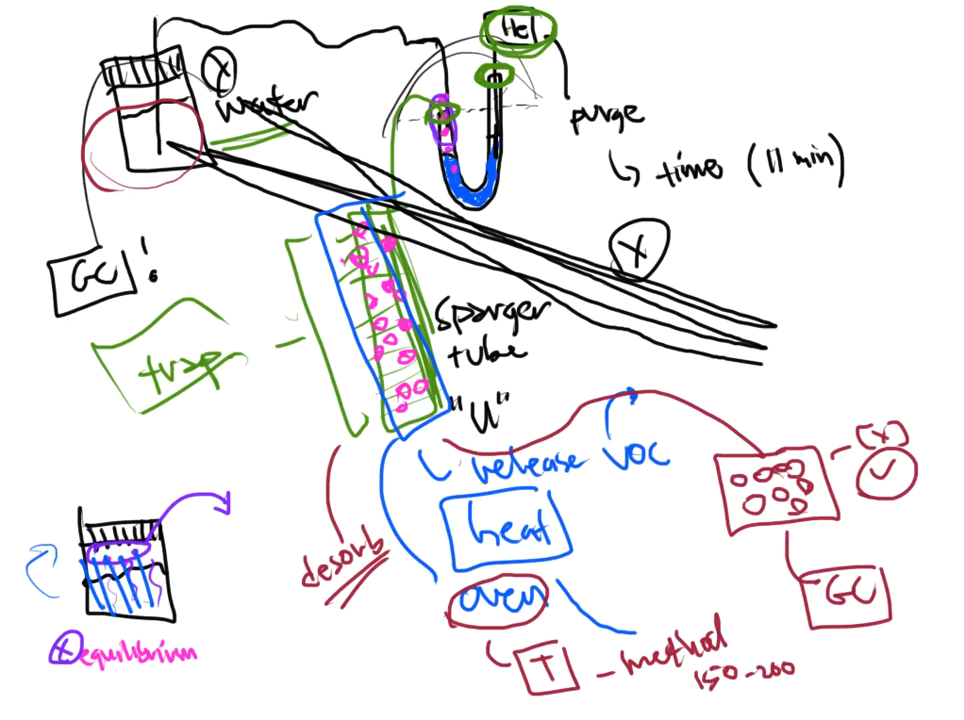 Hel
X
water
purge
↳ time (11 min)
X
GC !
sparger
tube
"U"
trap
↳ release VOC
[x]
✓
heat
desorb
oven
GC
X equilibrium
T - method
150-200